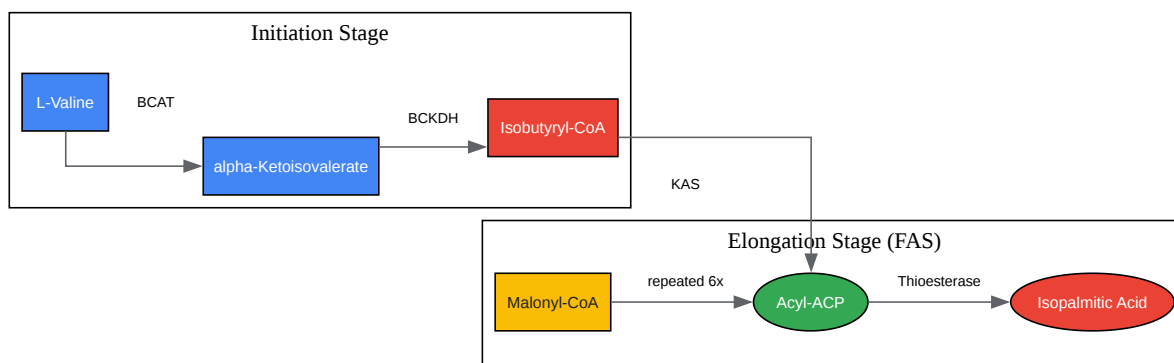 Initiation Stage
L-Valine
BCAT
alpha-Ketoisovalerate
BCKDH
Isobutyryl-CoA
KAS
Elongation Stage (FAS)
Malonyl-CoA
repeated 6x
Acyl-ACP
Thioesterase
Isopalmitic Acid